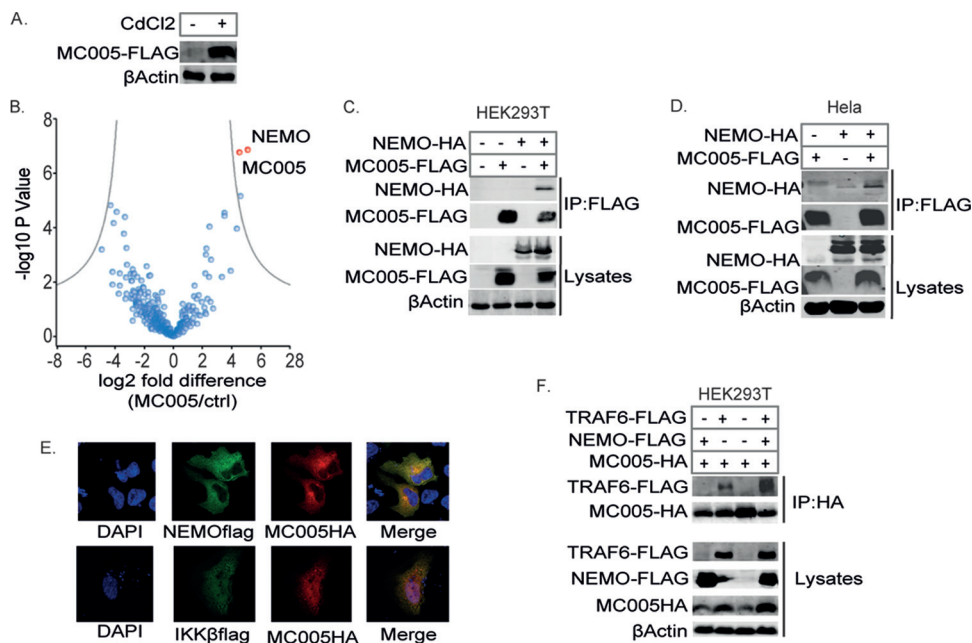 A.
CdCl2 - +
MC005-FLAG
βActin
B.
-log10 P Value
8
6
4
2
0
NEMO
MC005
-8 -6 -4 -2 0 2 4 6 28
log2 fold difference
(MC005/ctrl)
C.
HEK293T
NEMO-HA - - + +
MC005-FLAG - + - +
NEMO-HA
MC005-FLAG
IP:FLAG
NEMO-HA
MC005-FLAG
βActin
Lysates
D.
Hela
NEMO-HA - + +
MC005-FLAG + - +
NEMO-HA
MC005-FLAG
IP:FLAG
NEMO-HA
MC005-FLAG
βActin
Lysates
E.
DAPI NEMOflag MC005HA Merge
DAPI IKKβflag MC005HA Merge
F.
HEK293T
TRAF6-FLAG - + - +
NEMO-FLAG + - - +
MC005-HA + + + +
TRAF6-FLAG
MC005-HA
IP:HA
TRAF6-FLAG
NEMO-FLAG
MC005HA
βActin
Lysates